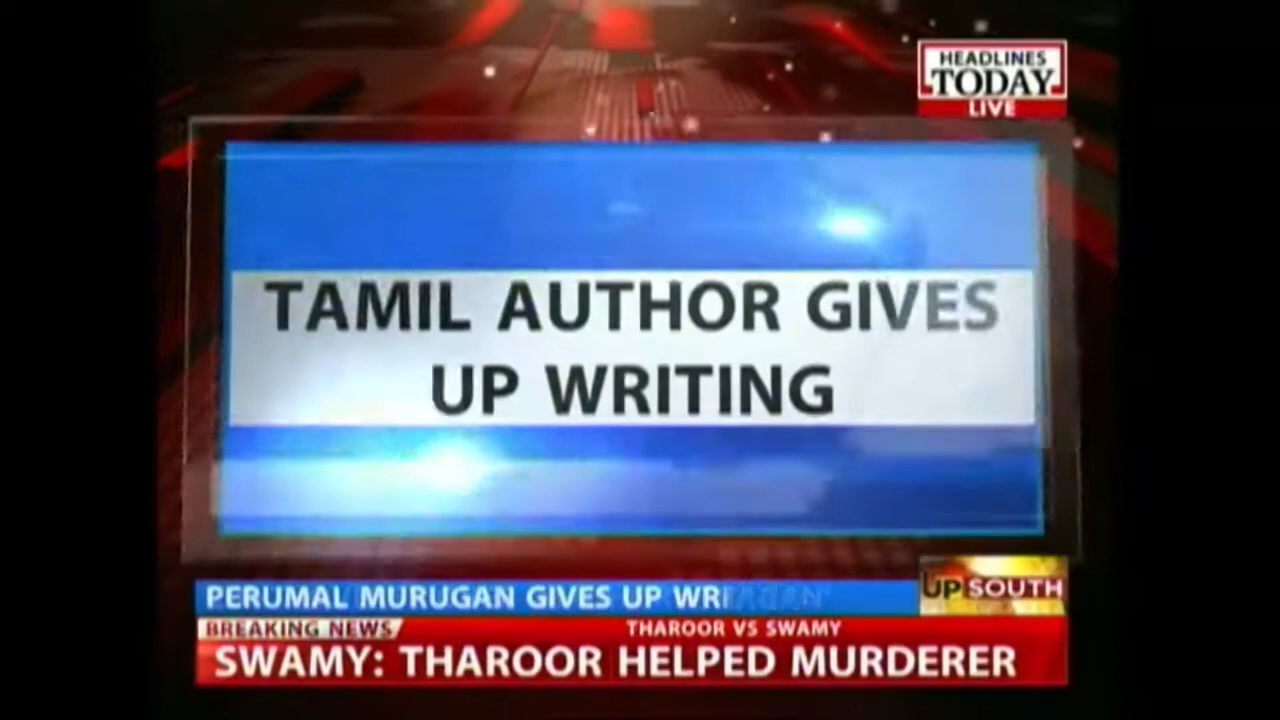 HEADLINES
TODAY
LIVE
TAMIL AUTHOR GIVES
UP WRITING
PERUMAL MURUGAN GIVES UP
UP SOUTH
BREAKING NEWS
THAROOR VS SWAMY
SWAMY: THAROOR HELPED MURDERER